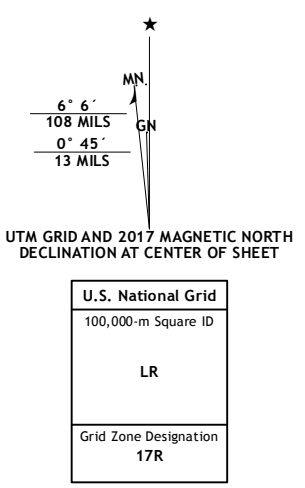 MN.
6° 6´
108 MILS
GN
0° 45´
13 MILS
UTM GRID AND 2017 MAGNETIC NORTH
DECLINATION AT CENTER OF SHEET
U.S. National Grid
100,000-m Square ID
LR
Grid Zone Designation
17R